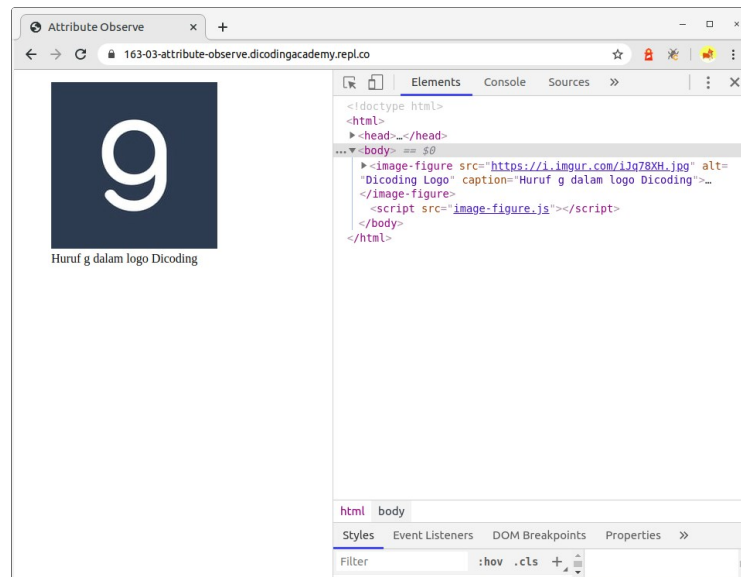 Attribute Observe
163-03-attribute-observe.dicodingacademy.repl.co
g
Huruf g dalam logo Dicoding
Elements Console Sources »
<!doctype html>
<html>
<head>…</head>
…<body> == $0
<image-figure src="https://i.imgur.com/iJq78XH.jpg" alt=
"Dicoding Logo" caption="Huruf g dalam logo Dicoding">…
</image-figure>
<script src="image-figure.js"></script>
</body>
</html>
html body
Styles Event Listeners DOM Breakpoints Properties »
Filter :hov .cls +